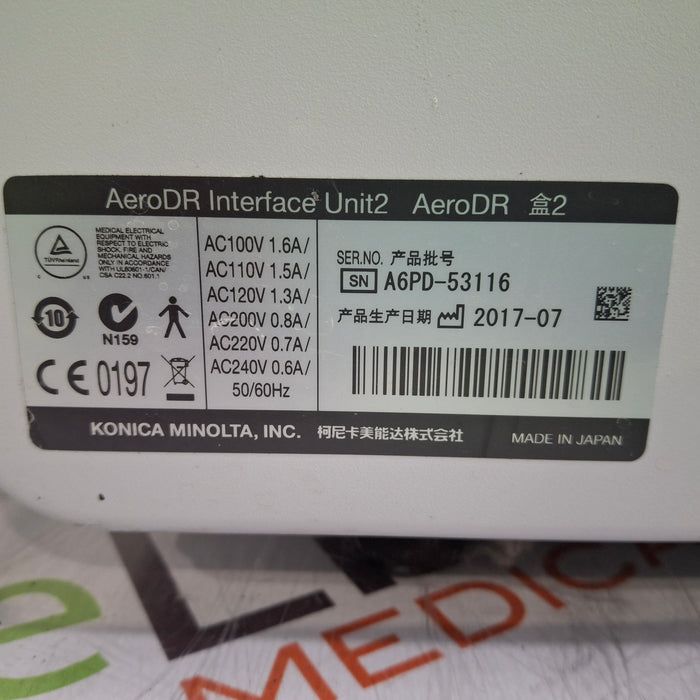 AeroDR Interface Unit2 AeroDR 盒2
TÜVRheinland
C US
MEDICAL ELECTRICAL
EQUIPMENT WITH
RESPECT TO ELECTRIC
SHOCK, FIRE AND
MECHANICAL HAZARDS
ONLY IN ACCORDANCE
WITH UL60601-1/CAN/
CSA C22.2 NO.601.1
10
N159
CE 0197
AC100V 1.6A/
AC110V 1.5A/
AC120V 1.3A/
AC200V 0.8A/
AC220V 0.7A/
AC240V 0.6A/
50/60Hz
SER.NO. 产品批号
SN A6PD-53116
产品生产日期 2017-07
KONICA MINOLTA, INC. 柯尼卡美能达株式会社 MADE IN JAPAN
MEDICA